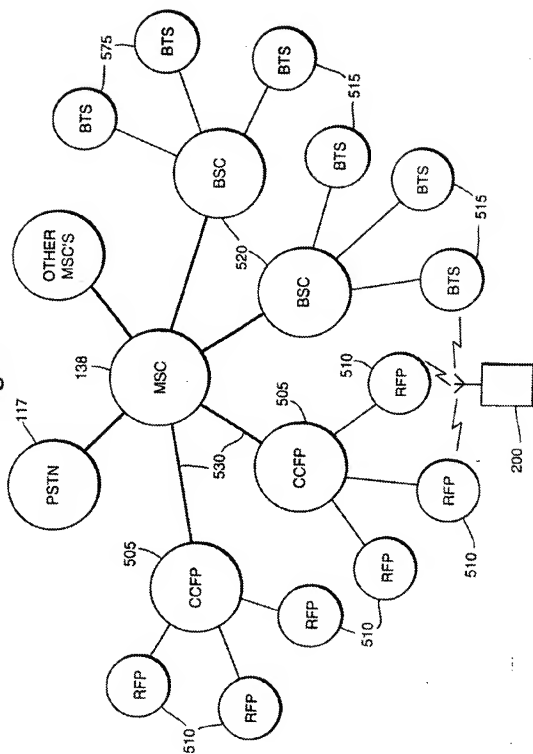 117
PSTN
OTHER
MSC'S
138
MSC
575
BTS
BTS
BTS
515
BSC
520
BSC
BTS
BTS
515
BTS
530
505
CCFP
505
CCFP
RFP
RFP
510
RFP
510
RFP
510
RFP
510
RFP
510
200